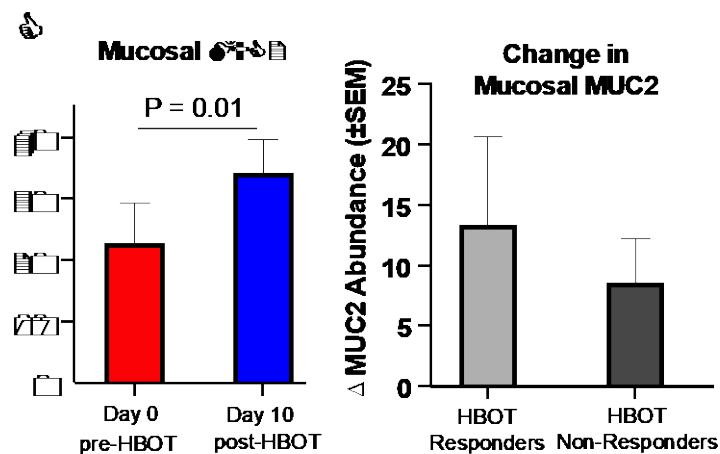 Mucosal
P = 0.01
Day 0
pre-HBOT
Day 10
post-HBOT
Change in
Mucosal MUC2
Δ MUC2 Abundance (±SEM)
25
20
15
10
5
0
HBOT
Responders
HBOT
Non-Responders